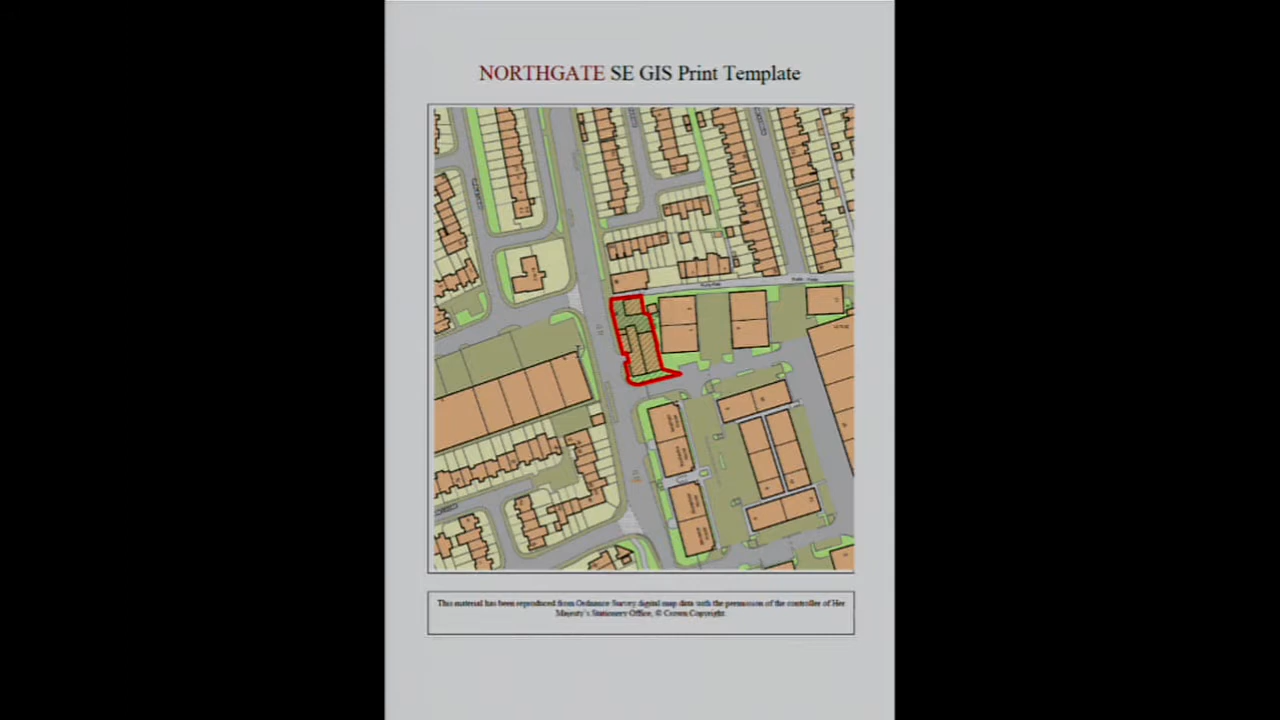 NORTHGATE SE GIS Print Template
This material has been reproduced from Ordnance Survey digital map data with the permission of the controller of Her
Majesty's Stationery Office, © Crown Copyright.